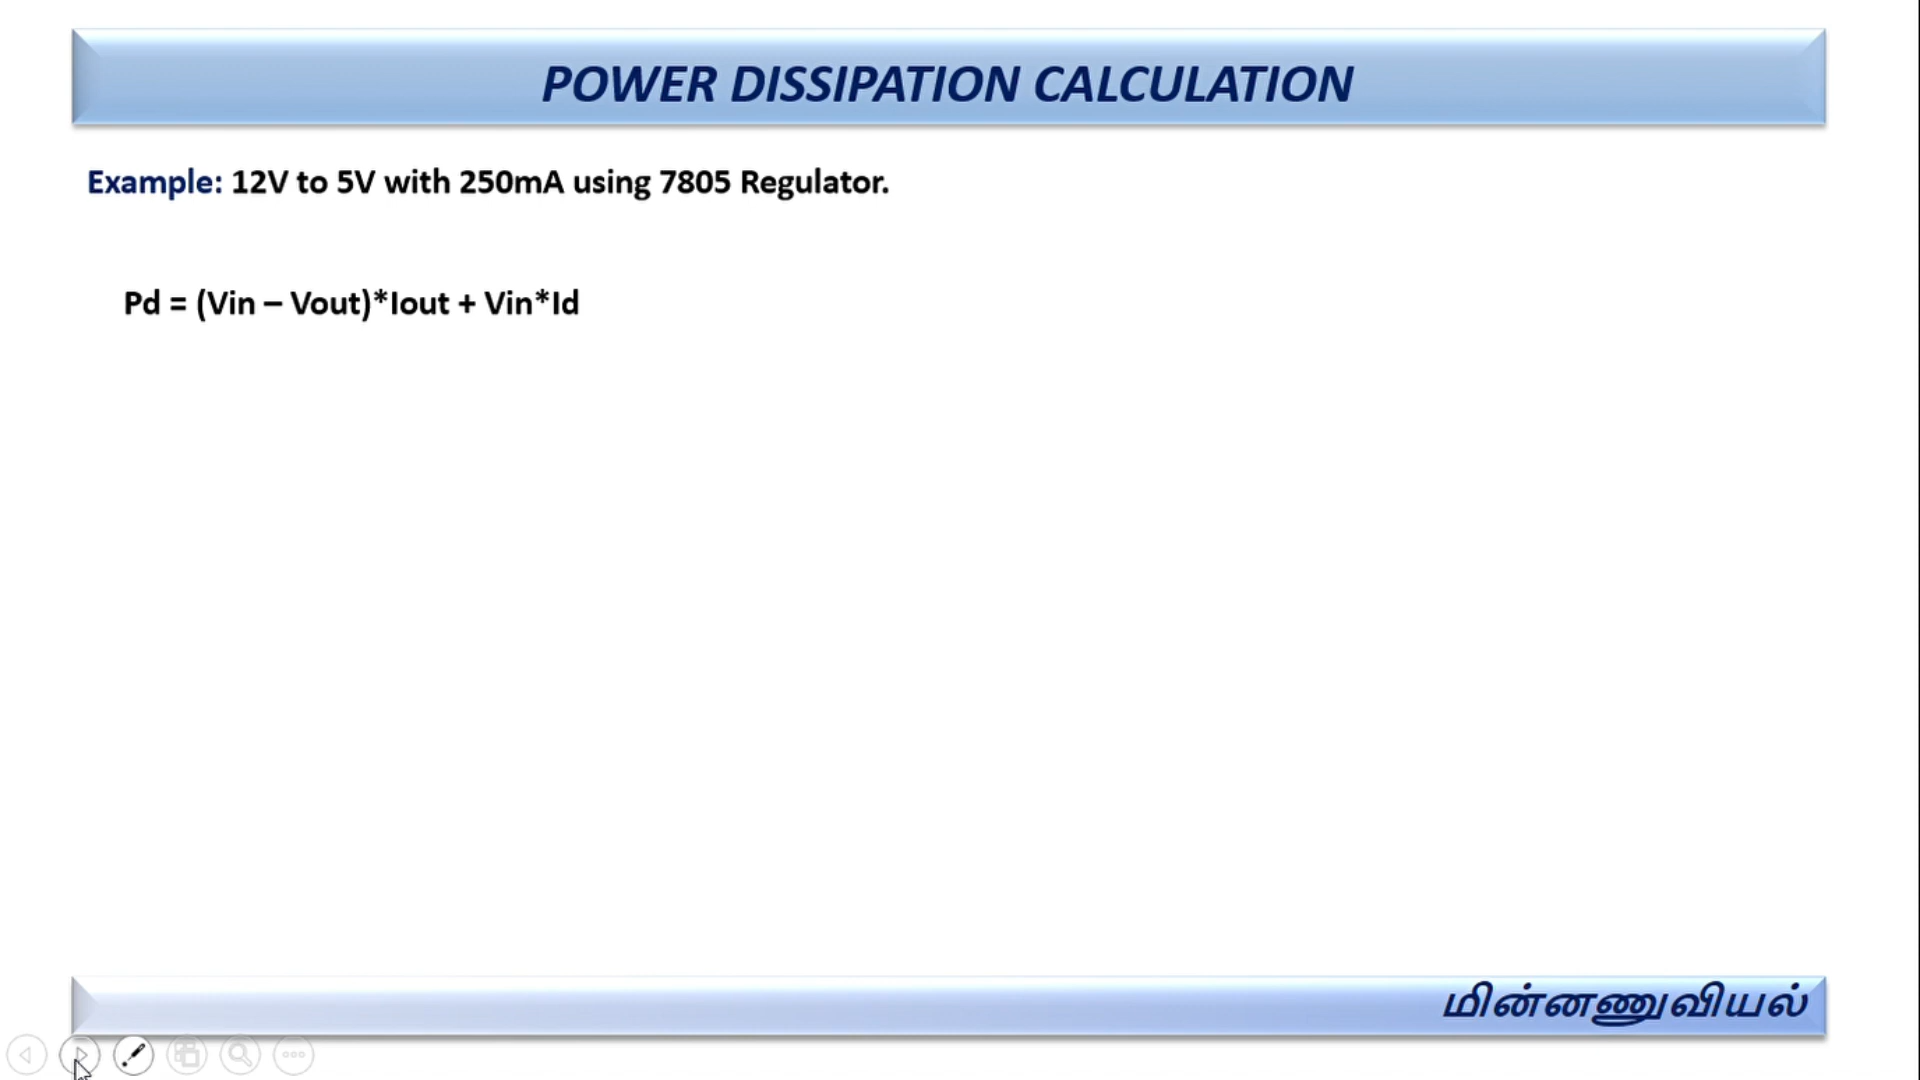 POWER DISSIPATION CALCULATION
Example: 12V to 5V with 250mA using 7805 Regulator.
Pd = (Vin – Vout)*Iout + Vin*Id
மின்னணுவியல்